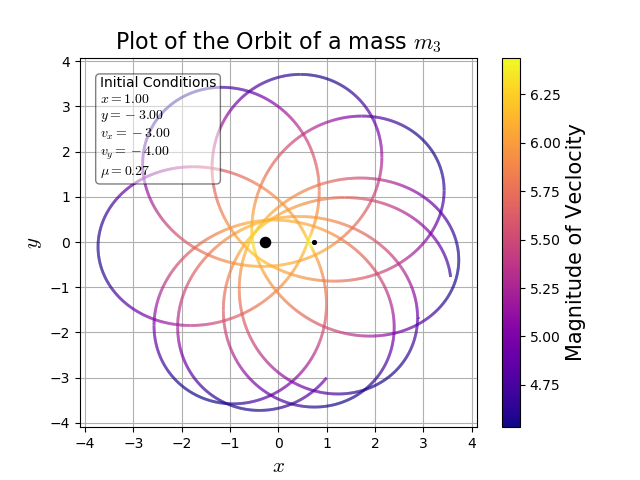 Plot of the Orbit of a mass $m_3$
Initial Conditions
$x = 1.00$
$y = -3.00$
$v_x = -3.00$
$v_y = -4.00$
$\mu = 0.27$
4
3
2
1
0
−1
−2
−3
−4
y
−4 −3 −2 −1 0 1 2 3 4
x
6.25
6.00
5.75
5.50
5.25
5.00
4.75
Magnitude of Veclocity